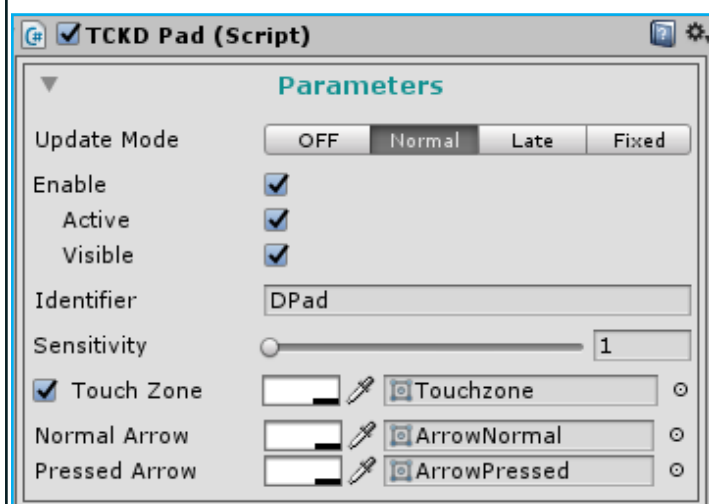 TCKD Pad (Script)
Parameters
Update Mode OFF Normal Late Fixed
Enable
Active
Visible
Identifier DPad
Sensitivity 1
Touch Zone Touchzone
Normal Arrow ArrowNormal
Pressed Arrow ArrowPressed